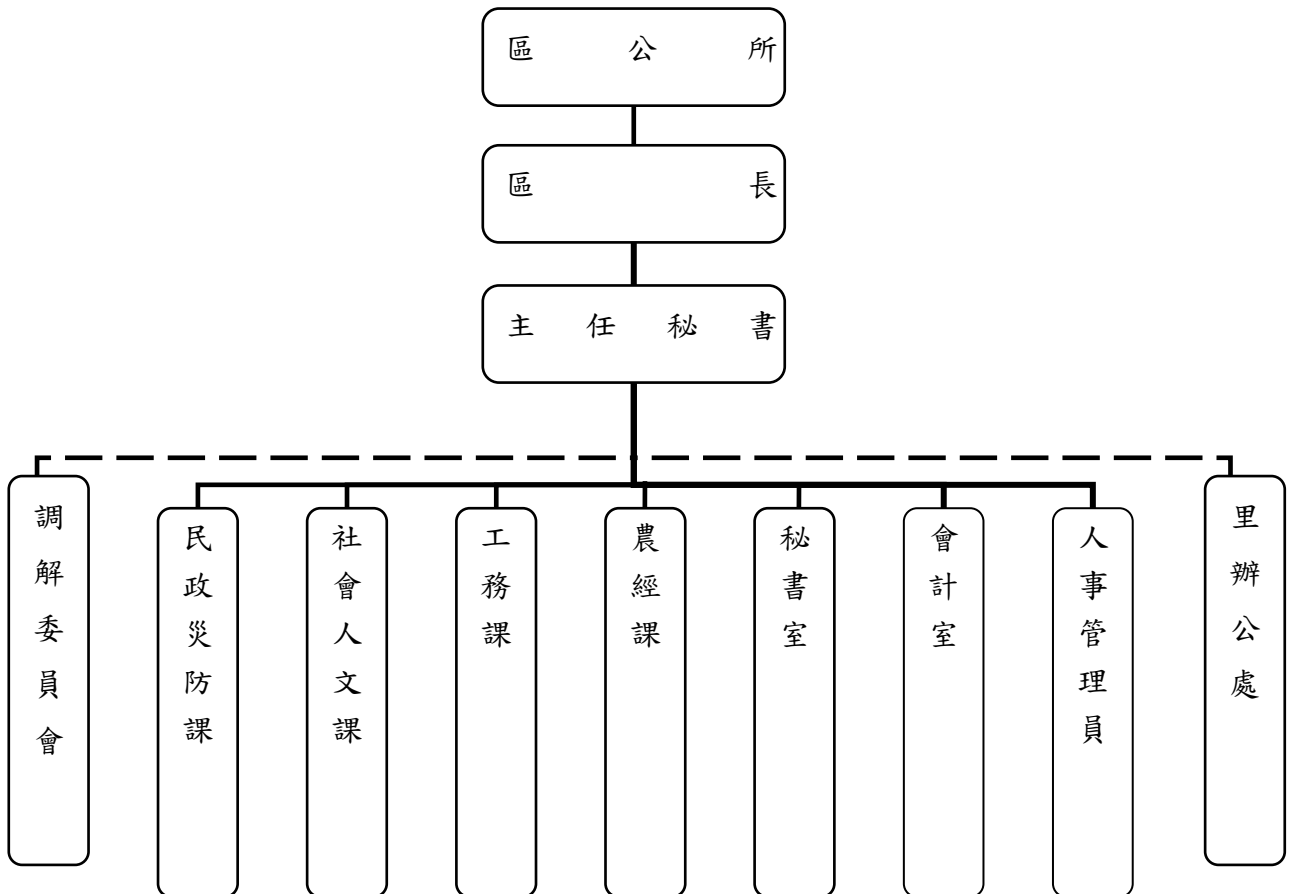 區公所
區長
主任秘書
調解委員會
民政災防課
社會人文課
工務課
農經課
秘書室
會計室
人事管理員
里辦公處